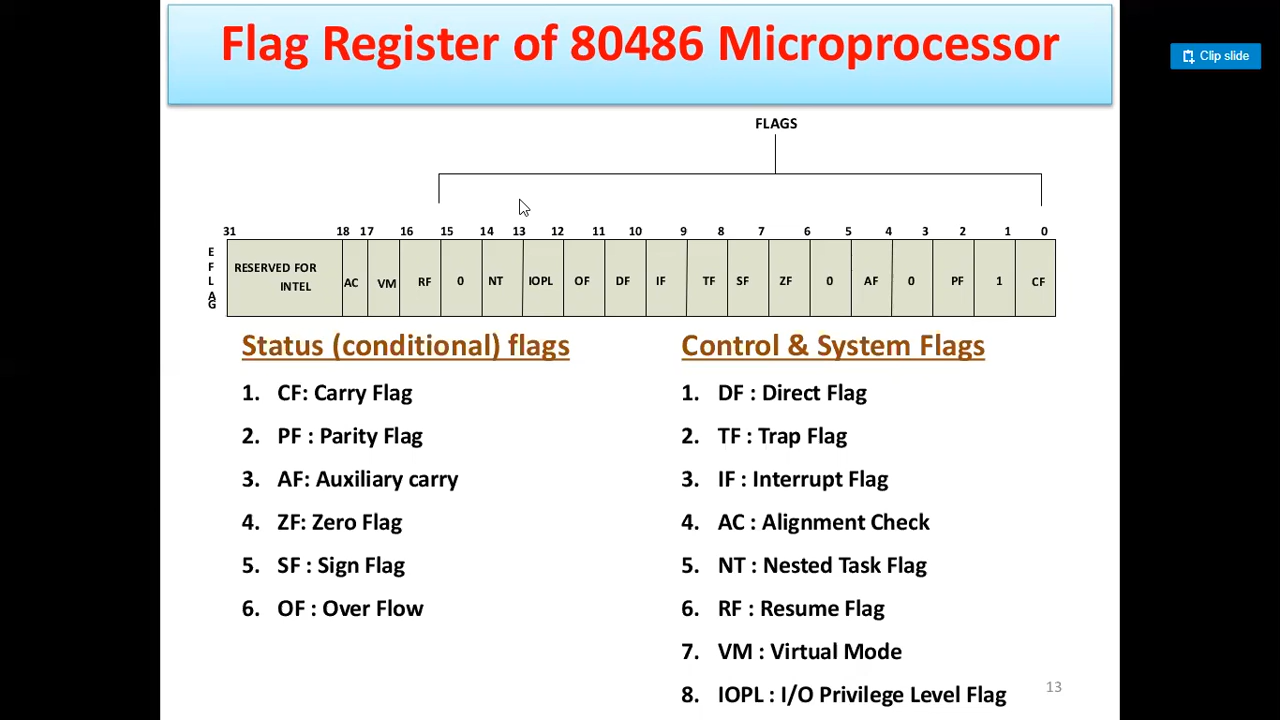 Flag Register of 80486 Microprocessor
Clip slide
FLAGS
31 18 17 16 15 14 13 12 11 10 9 8 7 6 5 4 3 2 1 0
EFLAG
RESERVED FOR INTEL AC VM RF 0 NT IOPL OF DF IF TF SF ZF 0 AF 0 PF 1 CF
Status (conditional) flags
1. CF: Carry Flag
2. PF : Parity Flag
3. AF: Auxiliary carry
4. ZF: Zero Flag
5. SF : Sign Flag
6. OF : Over Flow
Control & System Flags
1. DF : Direct Flag
2. TF : Trap Flag
3. IF : Interrupt Flag
4. AC : Alignment Check
5. NT : Nested Task Flag
6. RF : Resume Flag
7. VM : Virtual Mode
8. IOPL : I/O Privilege Level Flag
13